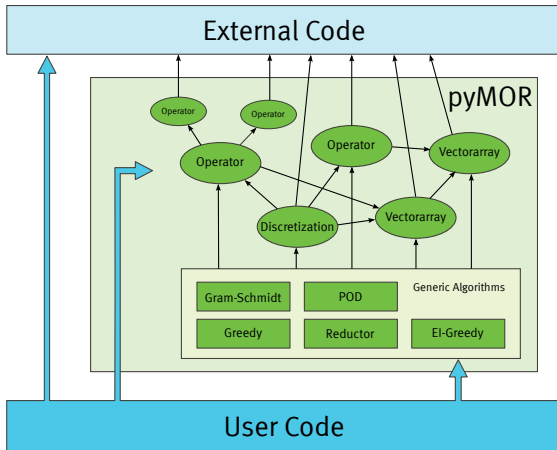 External Code
pyMOR
Operator
Operator
Operator
Operator
Vectorarray
Discretization
Vectorarray
Generic Algorithms
Gram-Schmidt
POD
Greedy
Reductor
EI-Greedy
User Code